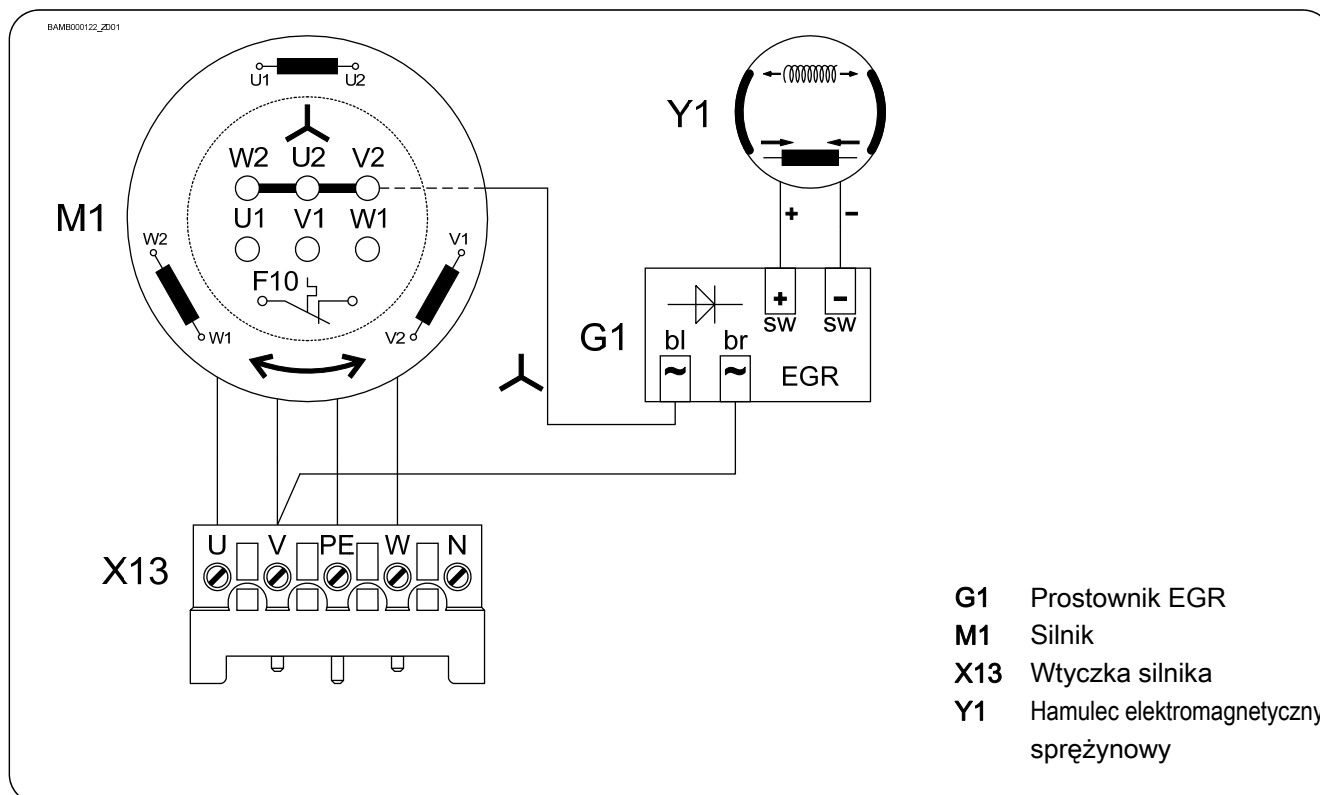 BAMB000122_ZD01
U1 U2
Y1
W2 U2 V2
M1
U1 V1 W1
W2
V1
+ -
F10
W1
V2
+ -
SW SW
G1
bl br
~ ~
EGR
X13
U V PE W N
G1 Prostownik EGR
M1 Silnik
X13 Wtyczka silnika
Y1 Hamulec elektromagnetyczny
sprężynowy